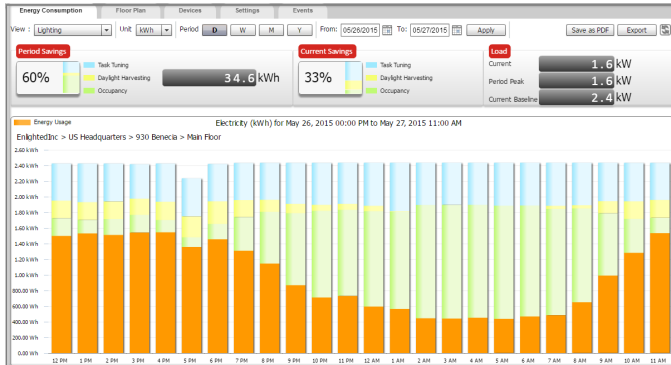 Energy Consumption Floor Plan Devices Settings Events
View : Lighting Unit kWh Period D W M Y From: 05/26/2015 To: 05/27/2015 Apply Save as PDF Export
Period Savings
60%
Task Tuning
Daylight Harvesting
Occupancy
34.6 kWh
Current Savings
33%
Task Tuning
Daylight Harvesting
Occupancy
Load
Current 1.6 kW
Period Peak 1.6 kW
Current Baseline 2.4 kW
Energy Usage
Electricity (kWh) for May 26, 2015 00:00 PM to May 27, 2015 11:00 AM
EnlightedInc > US Headquarters > 930 Benecia > Main Floor
2.60 kWh
2.40 kWh
2.20 kWh
2.00 kWh
1.80 kWh
1.60 kWh
1.40 kWh
1.20 kWh
1.00 kWh
800.00 Wh
600.00 Wh
400.00 Wh
200.00 Wh
0.00 Wh
12 PM 1 PM 2 PM 3 PM 4 PM 5 PM 6 PM 7 PM 8 PM 9 PM 10 PM 11 PM 12 AM 1 AM 2 AM 3 AM 4 AM 5 AM 6 AM 7 AM 8 AM 9 AM 10 AM 11 AM